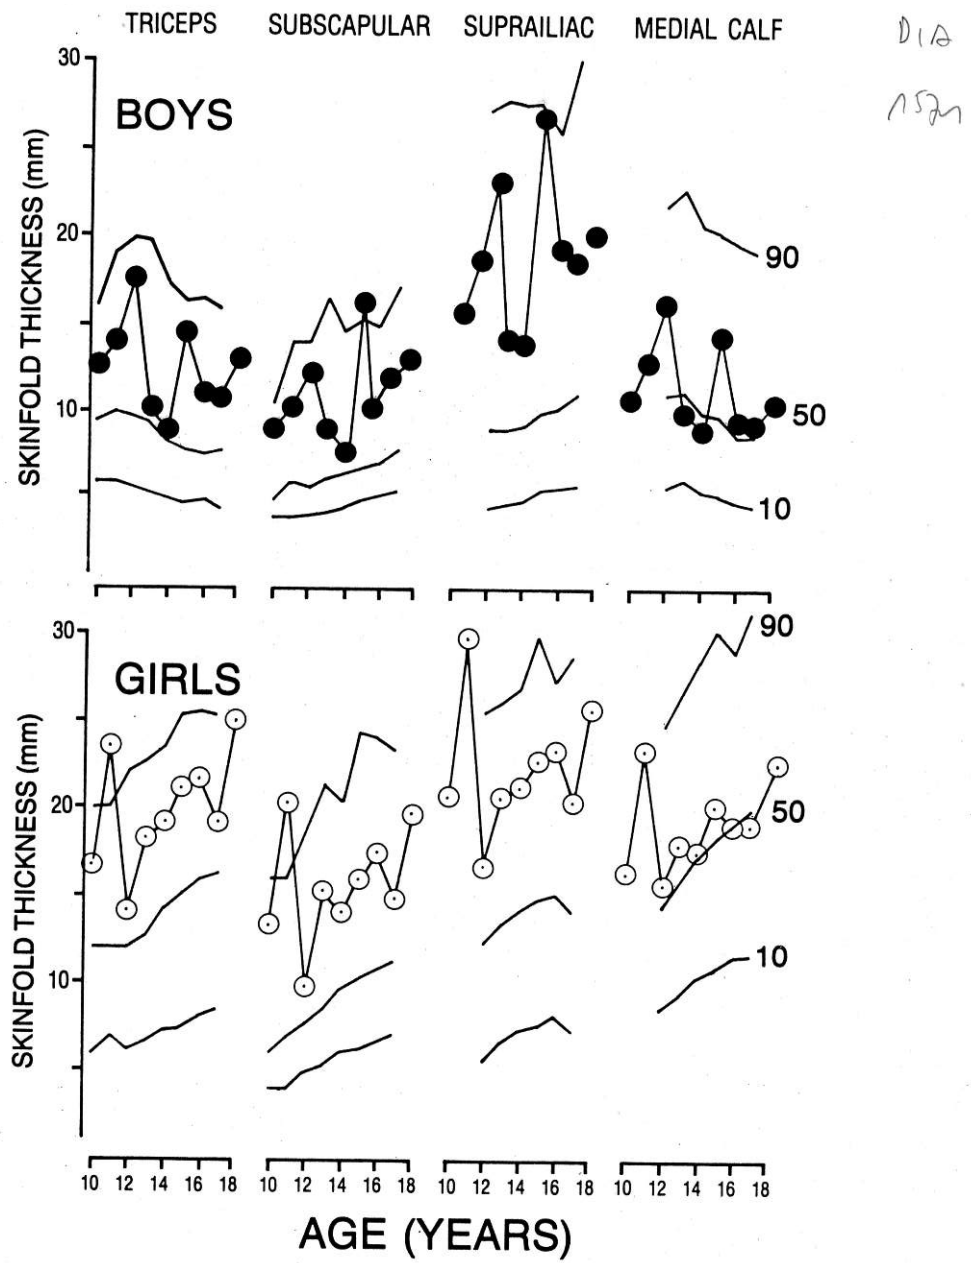 TRICEPS SUBSCAPULAR SUPRAILIAC MEDIAL CALF
DIA
30
BOYS
SKINFOLD THICKNESS (mm)
20
90
10
50
10
30
90
GIRLS
SKINFOLD THICKNESS (mm)
20
50
10
10
10 12 14 16 18 10 12 14 16 18 10 12 14 16 18 10 12 14 16 18
AGE (YEARS)